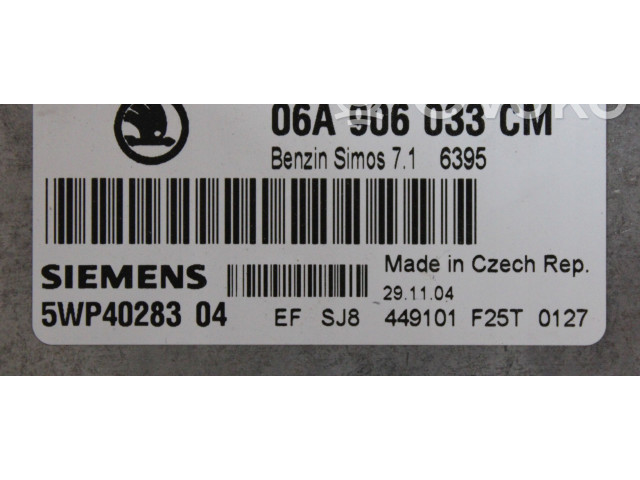 06A 906 033 CM
Benzin Simos 7.1 6395
SIEMENS
Made in Czech Rep.
29.11.04
5WP40283 04
EF SJ8 449101 F25T 0127